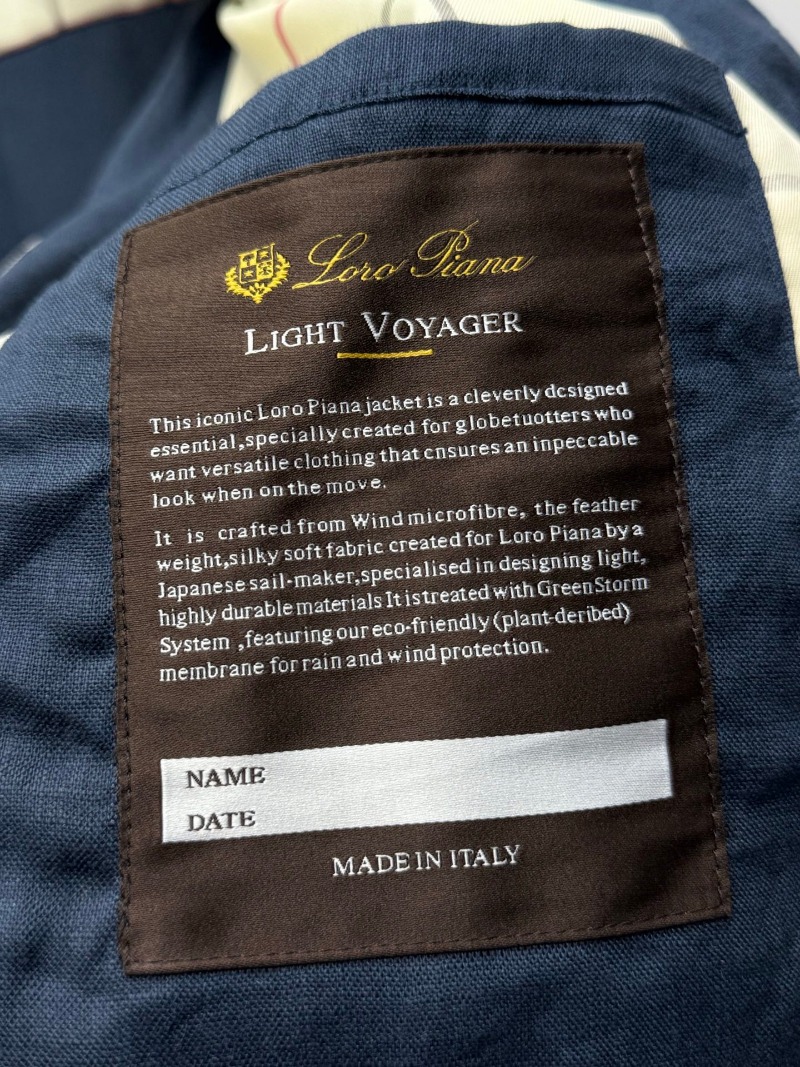 Loro Piana
LIGHT VOYAGER
This iconic Loro Piana jacket is a cleverly dcsigned
essential,specially created for globetuotters who
want versatile clothing that cnsures an inpeccable
look when on the move.
It is crafted from Wind microfibre, the feather
weight,silky soft fabric created for Loro Piana by a
Japanese sail-maker,specialised in designing light,
highly durable materials It is treated with Green Storm
System ,featuring our eco-friendly (plant-deribed)
membrane for rain and wind protection.
NAME
DATE
MADE IN ITALY